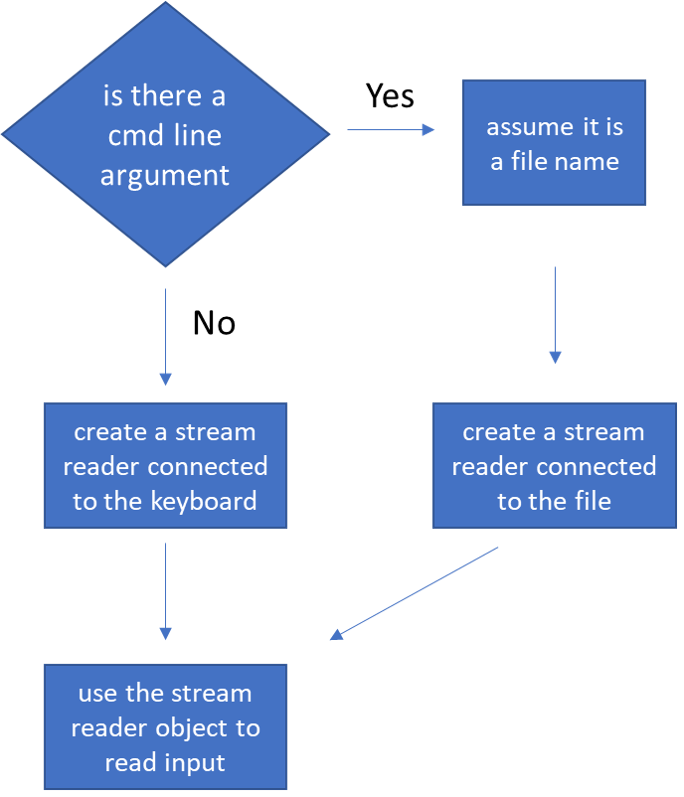 is there a
cmd line
argument
Yes
assume it is
a file name
No
create a stream
reader connected
to the keyboard
create a stream
reader connected
to the file
use the stream
reader object to
read input